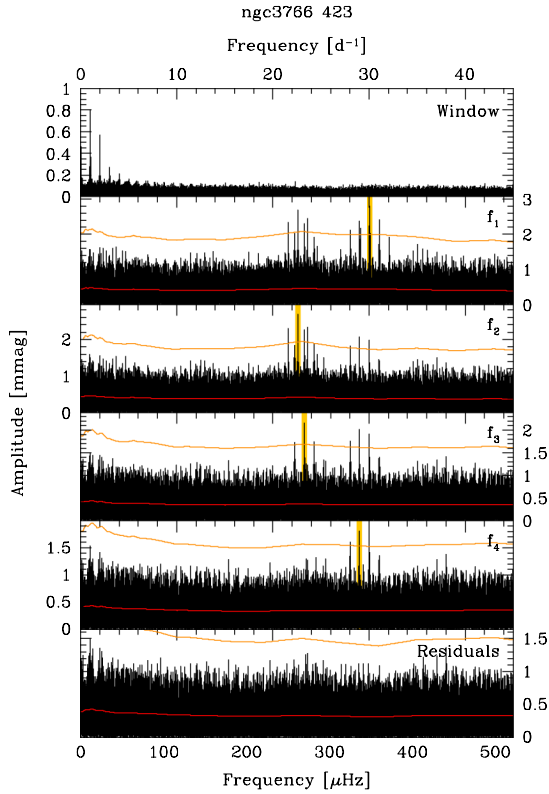 ngc3766 423
Frequency [d⁻¹]
0 10 20 30 40
1
0.8
0.6
0.4
0.2
0
Window
3
2
1
0
f₁
2
1
0
f₂
2
1.5
1
0.5
0
f₃
1.5
1
0.5
0
f₄
1.5
1
0.5
0
Residuals
Amplitude [mmag]
0 100 200 300 400 500
Frequency [μHz]